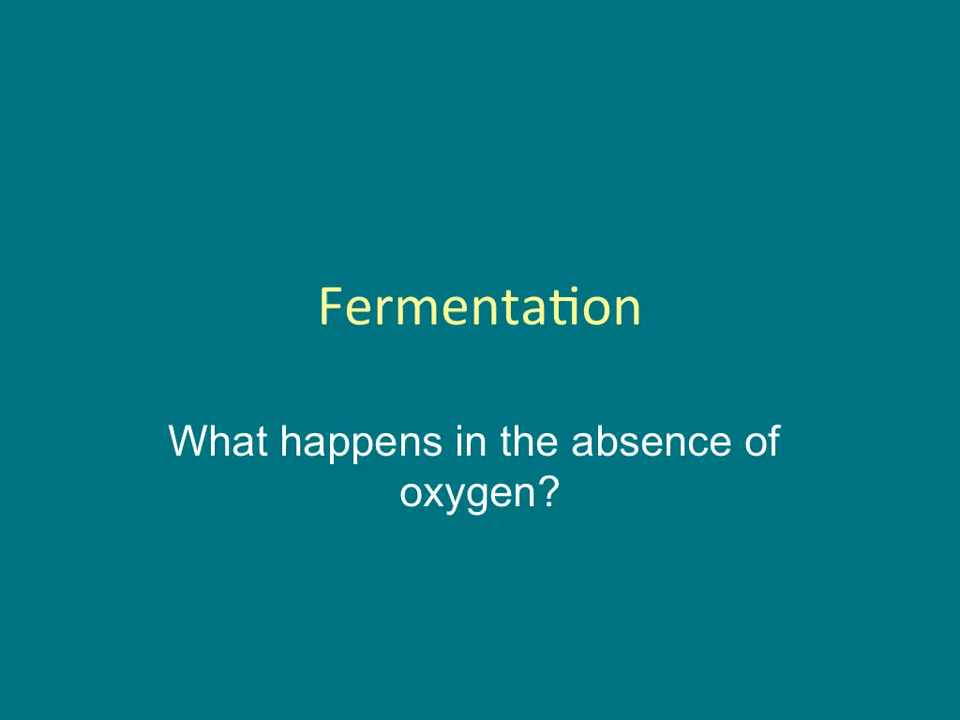 Fermentation
What happens in the absence of
oxygen?